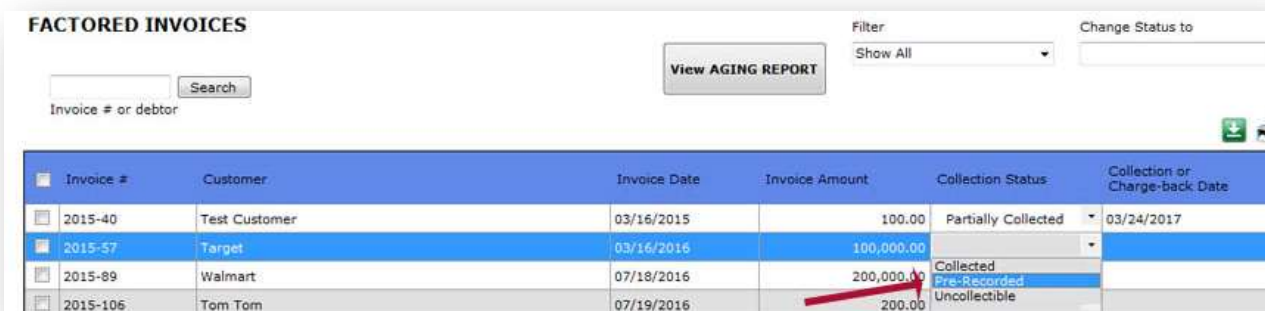 FACTORED INVOICES
Filter
Change Status to
View AGING REPORT
Show All
Search
Invoice # or debtor
Invoice # Customer Invoice Date Invoice Amount Collection Status Collection or Charge-back Date
2015-40 Test Customer 03/16/2015 100.00 Partially Collected 03/24/2017
2015-57 Target 03/16/2016 100,000.00
2015-89 Walmart 07/18/2016 200,000.00
Collected
Pre-Recorded
Uncollectible
2015-106 Tom Tom 07/19/2016 200.00